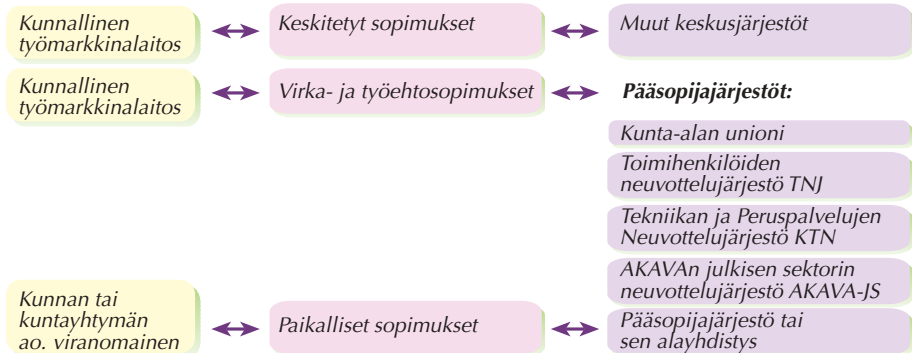 Kunnallinen
työmarkkinalaitos
Keskitetyt sopimukset
Muut keskusjärjestöt
Kunnallinen
työmarkkinalaitos
Virka- ja työehtosopimukset
Pääsopijajärjestöt:
Kunta-alan unioni
Toimihenkilöiden
neuvottelujärjestö TNJ
Tekniikan ja Peruspalvelujen
Neuvottelujärjestö KTN
AKAVAn julkisen sektorin
neuvottelujärjestö AKAVA-JS
Kunnan tai
kuntayhtymän
ao. viranomainen
Paikalliset sopimukset
Pääsopijajärjestö tai
sen alayhdistys